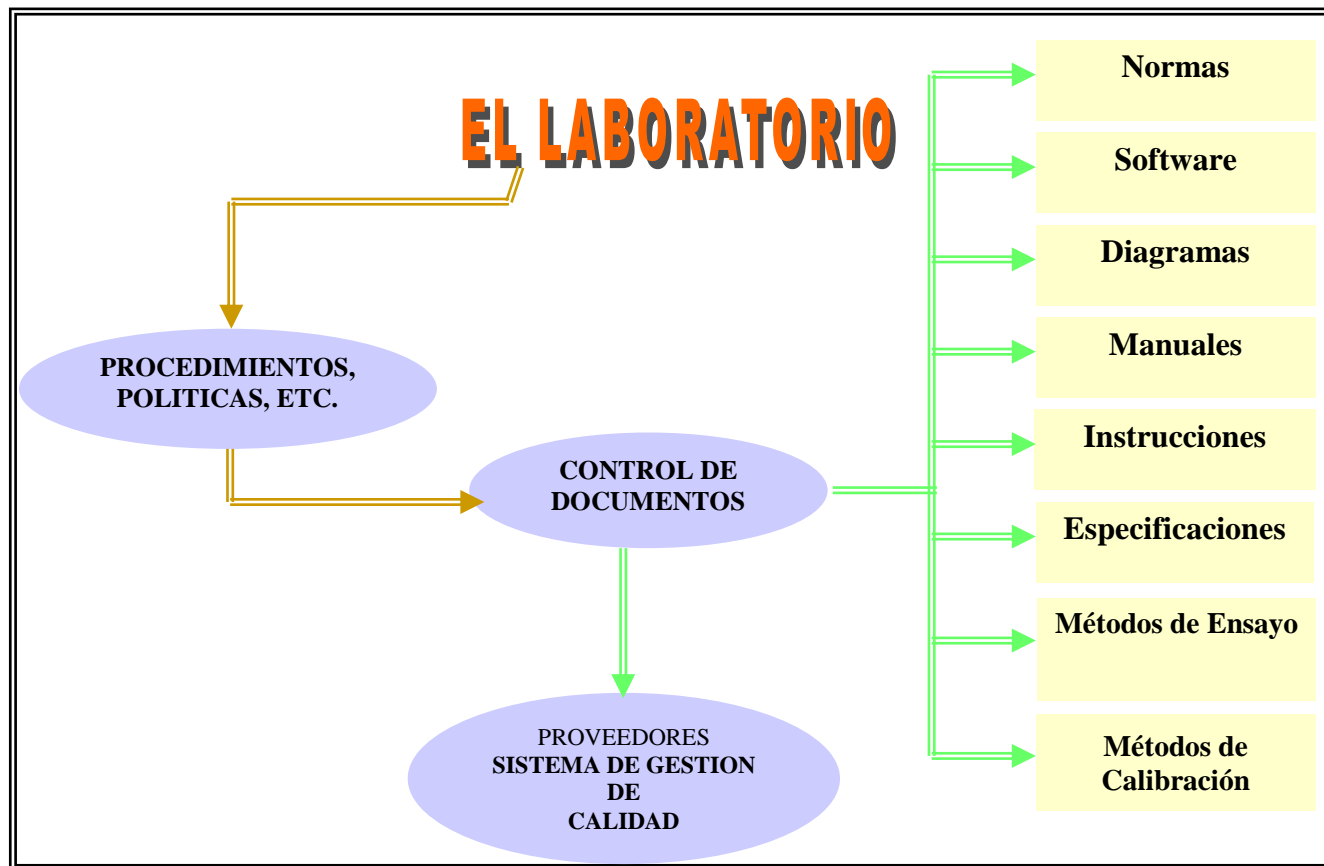 EL LABORATORIO
PROCEDIMIENTOS,
POLITICAS, ETC.
CONTROL DE
DOCUMENTOS
PROVEEDORES
SISTEMA DE GESTION
DE
CALIDAD
Normas
Software
Diagramas
Manuales
Instrucciones
Especificaciones
Métodos de Ensayo
Métodos de
Calibración